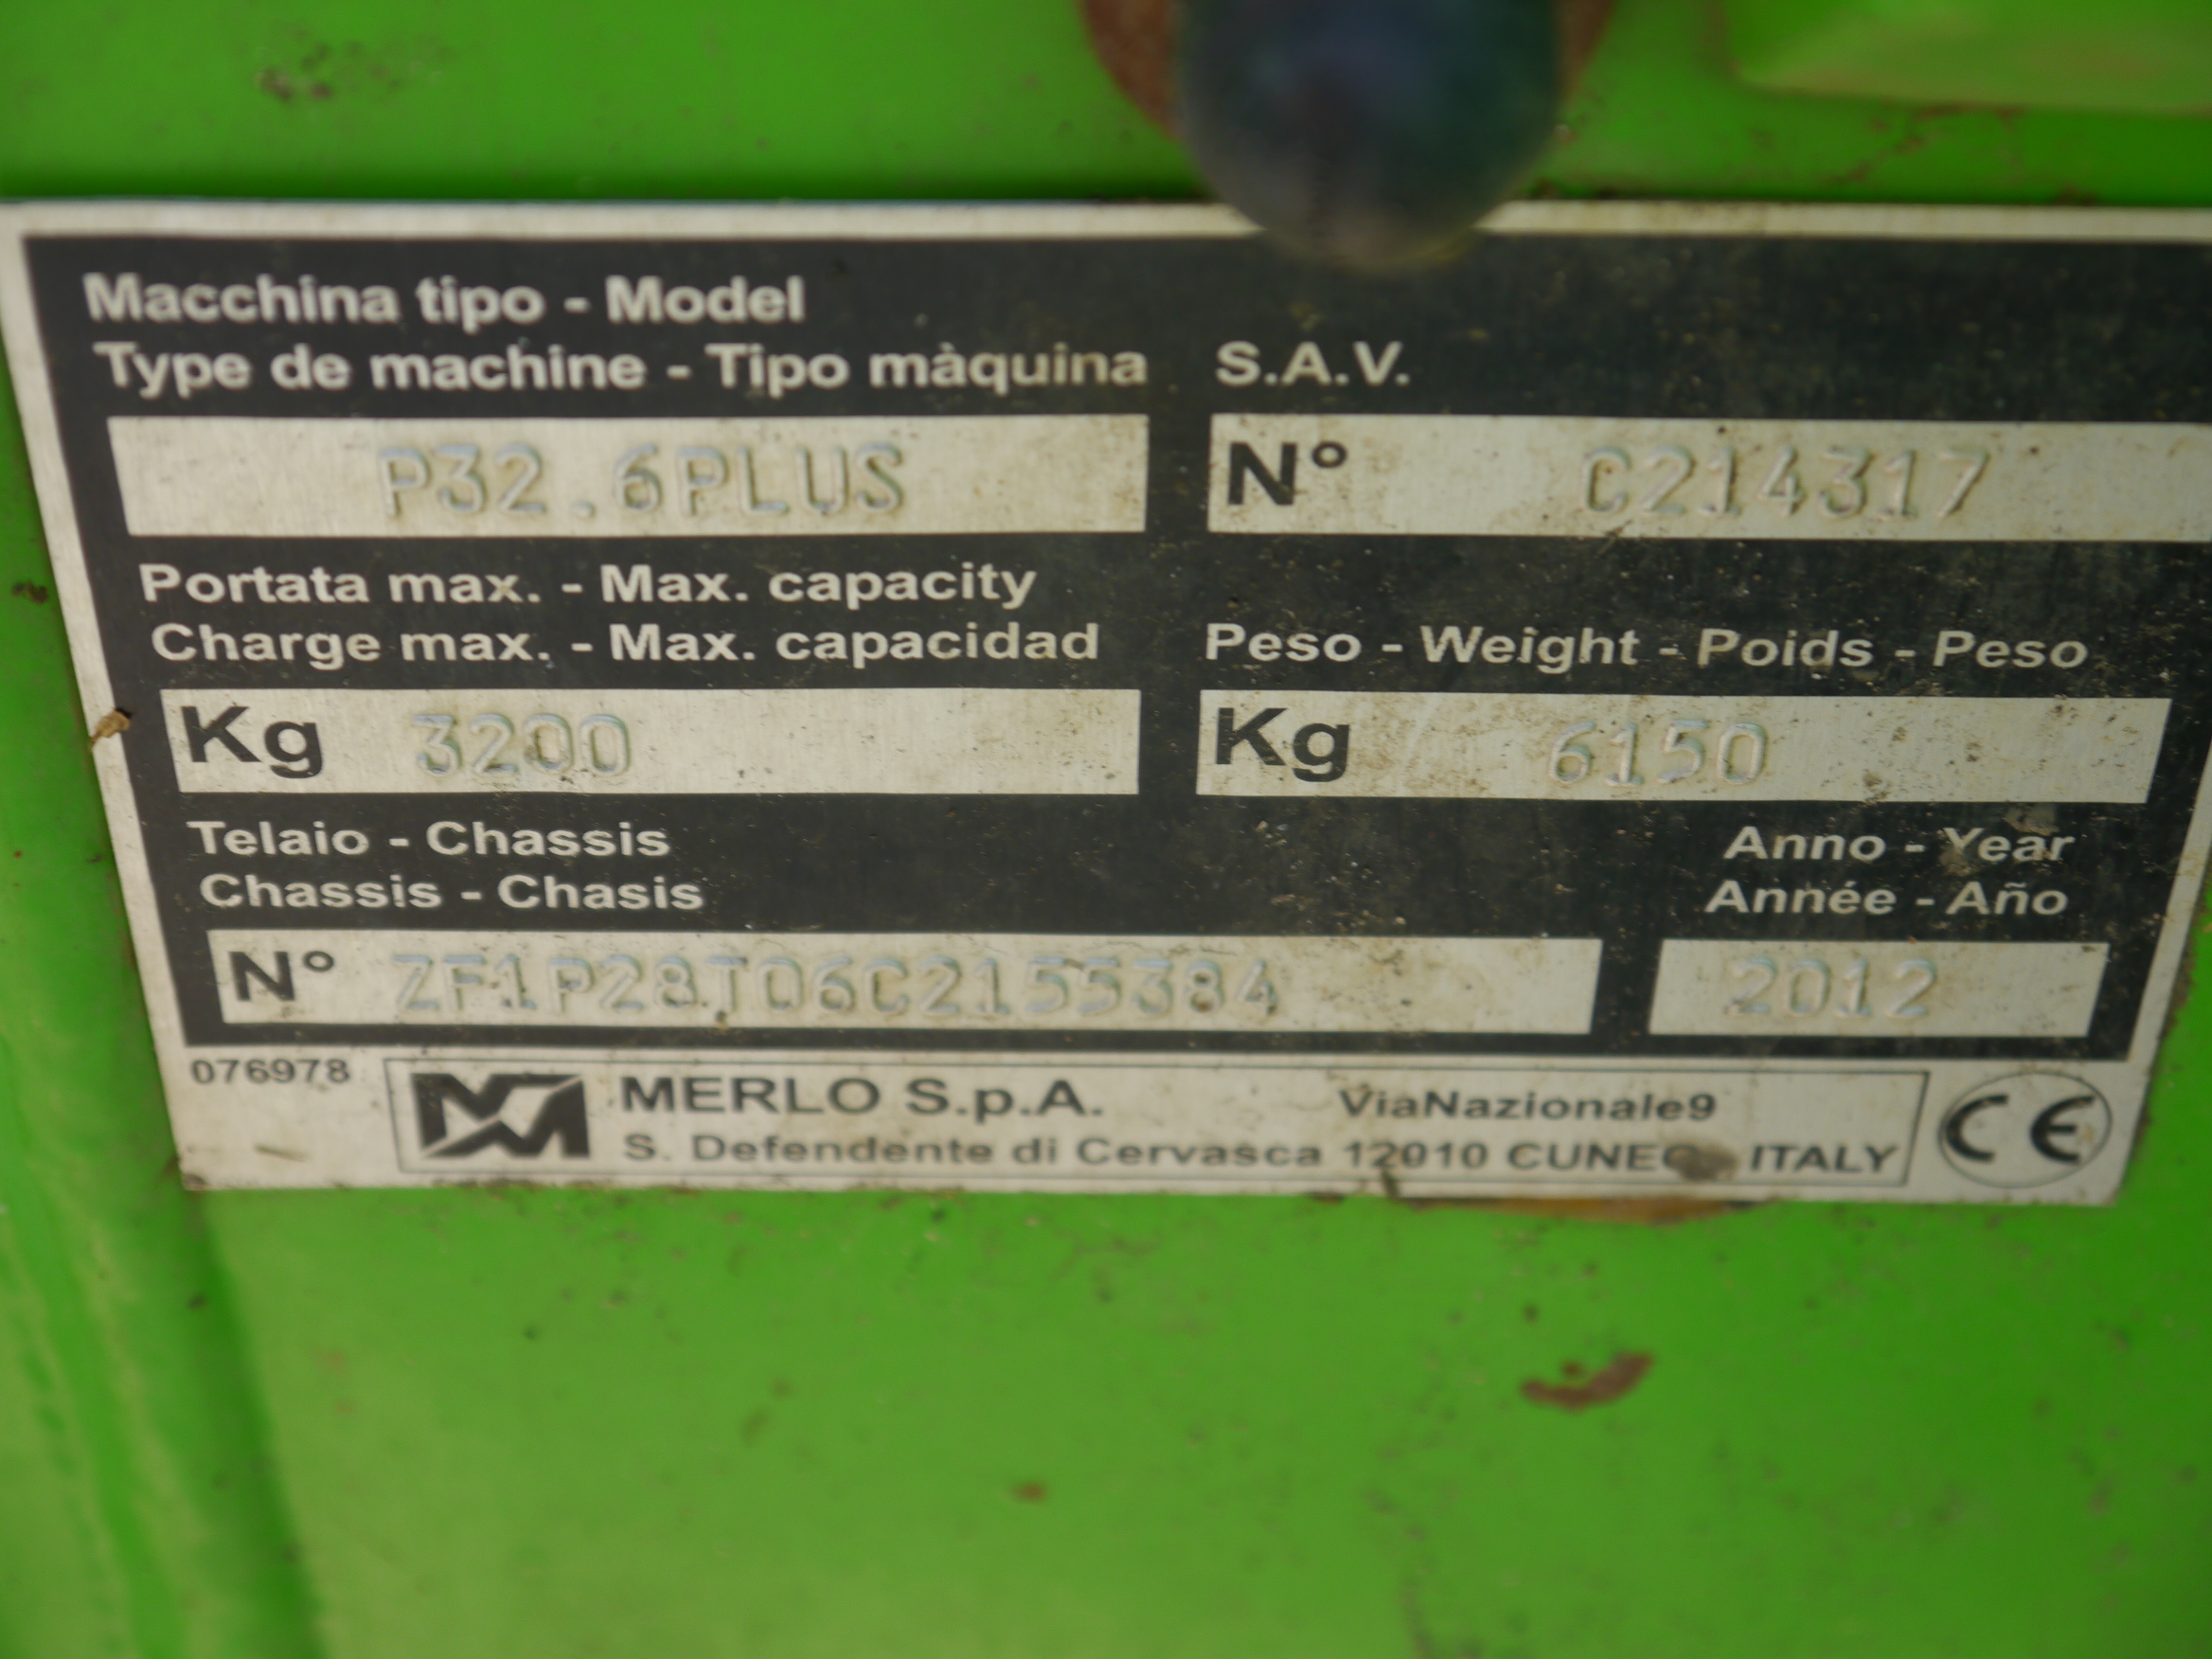 Macchina tipo - Model
Type de machine - Tipo màquina
S.A.V.
P32.6PLUS
N° C214317
Portata max. - Max. capacity
Charge max. - Max. capacidad
Peso - Weight - Poids - Peso
Kg 3200
Kg 6150
Telaio - Chassis
Chassis - Chasis
Anno - Year
Année - Año
N° ZF1P28T06C2155384
2012
076978
MERLO S.p.A. ViaNazionale9
S. Defendente di Cervasca 12010 CUNEO ITALY
CE